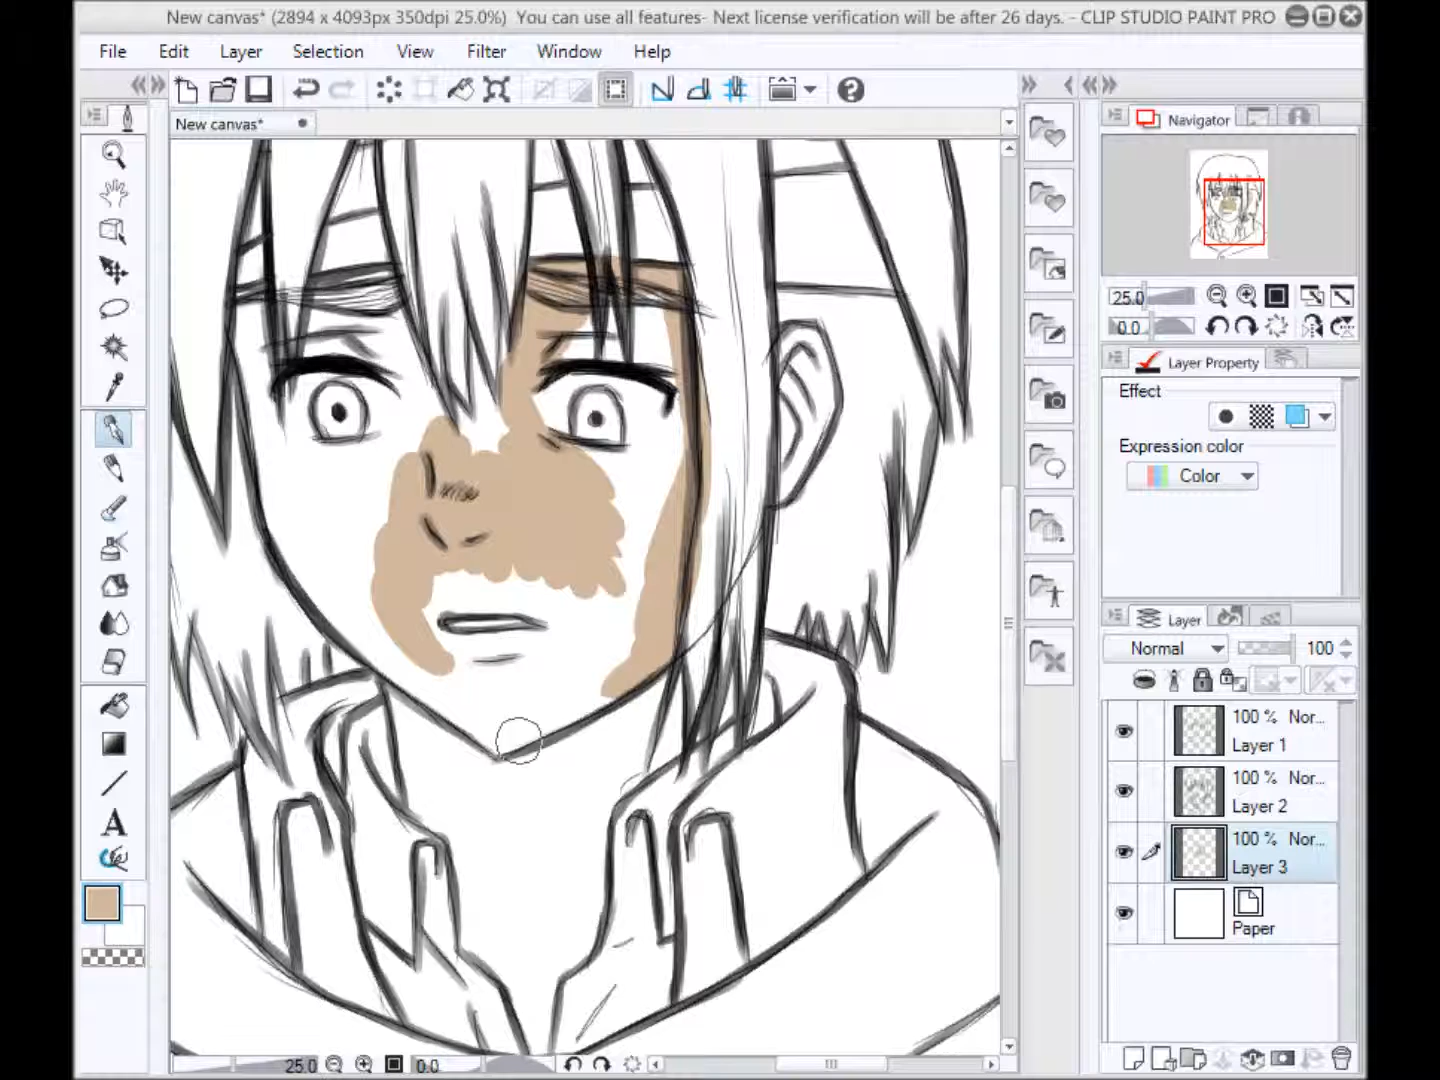 New canvas* (2894 x 4093px 350dpi 25.0%) You can use all features- Next license verification will be after 26 days. - CLIP STUDIO PAINT PRO
File Edit Layer Selection View Filter Window Help
New canvas*
Navigator
25.0
0.0
Layer Property
Effect
Expression color
Color
Layer
Normal 100
100 % Nor...
Layer 1
100 % Nor...
Layer 2
100 % Nor...
Layer 3
Paper
25.0 0.0